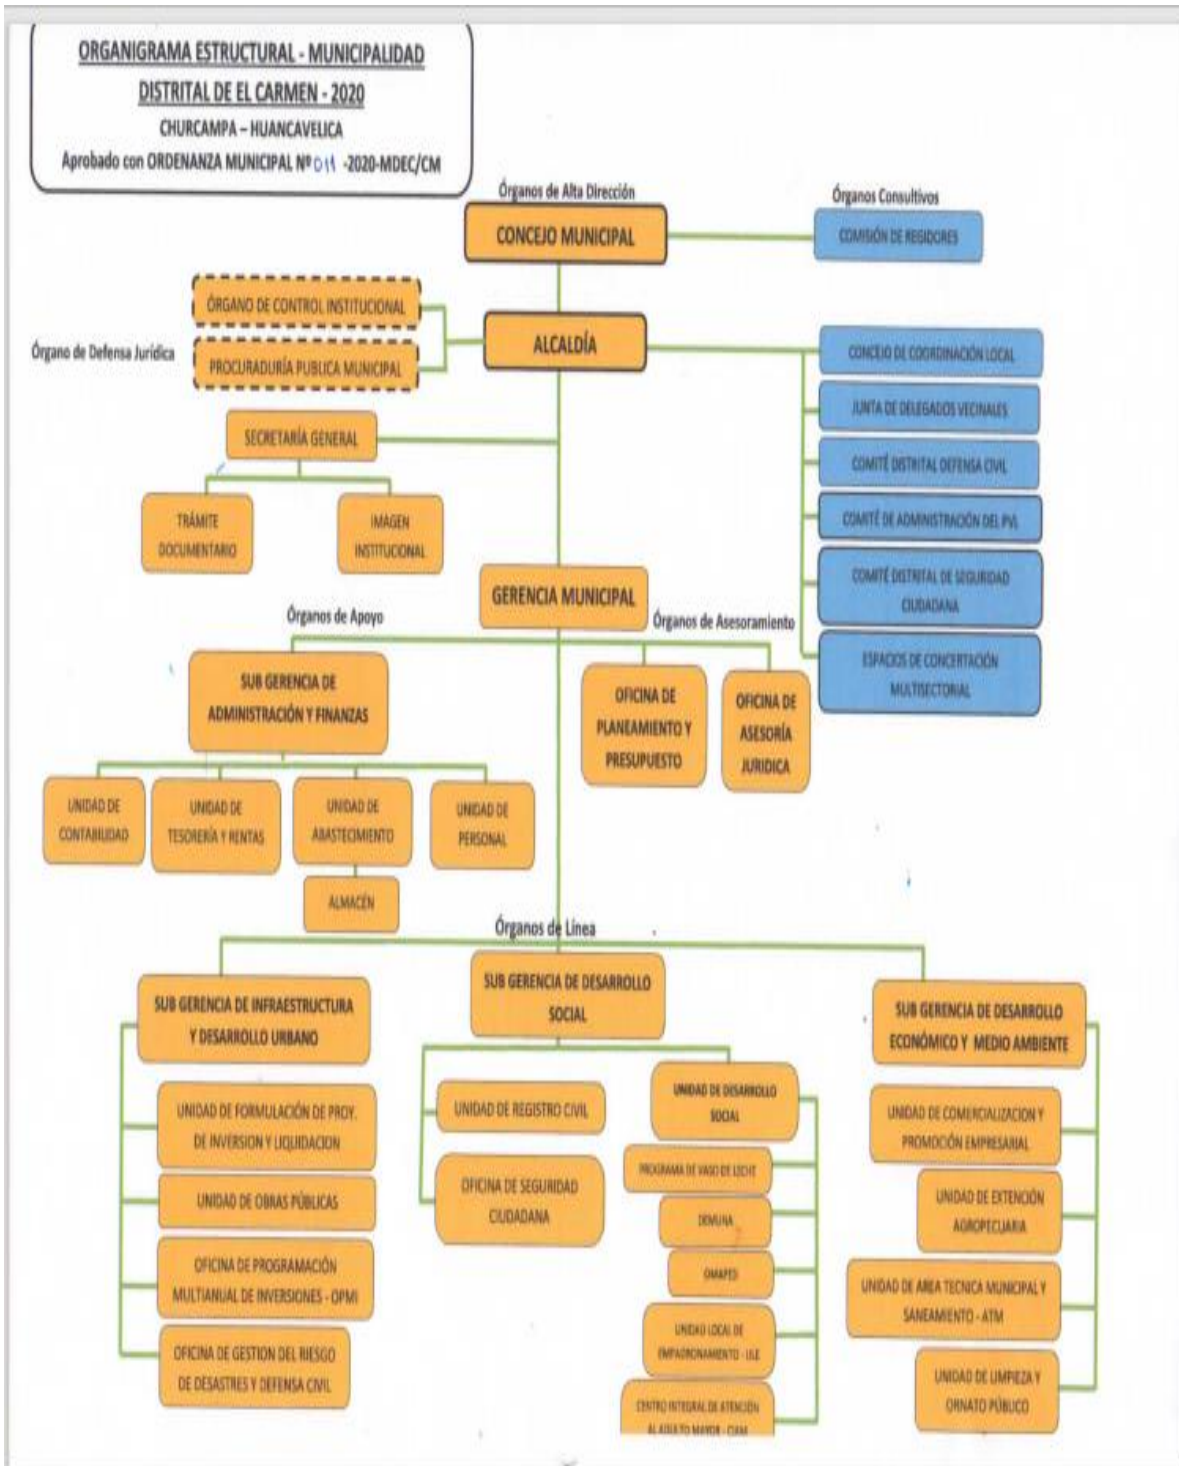 ORGANIGRAMA ESTRUCTURAL - MUNICIPALIDAD
DISTRITAL DE EL CARMEN - 2020
CHURCAMPA – HUANCAVELICA
Aprobado con ORDENANZA MUNICIPAL Nº 011 -2020-MDEC/CM
Órganos de Alta Dirección
CONCEJO MUNICIPAL
Órganos Consultivos
COMISIÓN DE REGIDORES
ÓRGANO DE CONTROL INSTITUCIONAL
Órgano de Defensa Jurídica
PROCURADURÍA PUBLICA MUNICIPAL
ALCALDÍA
CONCEJO DE COORDINACIÓN LOCAL
JUNTA DE DELEGADOS VECINALES
COMITÉ DISTRITAL DEFENSA CIVIL
COMITÉ DE ADMINISTRACIÓN DEL PVL
COMITÉ DISTRITAL DE SEGURIDAD
CIUDADANA
ESPACIOS DE CONCERTACIÓN
MULTISECTORIAL
SECRETARÍA GENERAL
TRÁMITE
DOCUMENTARIO
IMAGEN
INSTITUCIONAL
GERENCIA MUNICIPAL
Órganos de Apoyo
Órganos de Asesoramiento
SUB GERENCIA DE
ADMINISTRACIÓN Y FINANZAS
OFICINA DE
PLANEAMIENTO Y
PRESUPUESTO
OFICINA DE
ASESORÍA
JURIDICA
UNIDAD DE
CONTABILIDAD
UNIDAD DE
TESORERÍA Y RENTAS
UNIDAD DE
ABASTECIMIENTO
UNIDAD DE
PERSONAL
ALMACÉN
Órganos de Línea
SUB GERENCIA DE INFRAESTRUCTURA
Y DESARROLLO URBANO
UNIDAD DE FORMULACIÓN DE PROY.
DE INVERSION Y LIQUIDACION
UNIDAD DE OBRAS PÚBLICAS
OFICINA DE PROGRAMACIÓN
MULTIANUAL DE INVERSIONES - OPMI
OFICINA DE GESTION DEL RIESGO
DE DESASTRES Y DEFENSA CIVIL
SUB GERENCIA DE DESARROLLO
SOCIAL
UNIDAD DE REGISTRO CIVIL
OFICINA DE SEGURIDAD
CIUDADANA
UNIDAD DE DESARROLLO
SOCIAL
PROGRAMA DE VASO DE LECHE
DEMUNA
OMAPED
UNIDAD LOCAL DE
EMPADRONAMIENTO - ULE
CENTRO INTEGRAL DE ATENCIÓN
AL ADULTO MAYOR - CIAM
SUB GERENCIA DE DESARROLLO
ECONÓMICO Y MEDIO AMBIENTE
UNIDAD DE COMERCIALIZACION Y
PROMOCIÓN EMPRESARIAL
UNIDAD DE EXTENCIÓN
AGROPECUARIA
UNIDAD DE AREA TECNICA MUNICIPAL Y
SANEAMIENTO - ATM
UNIDAD DE LIMPIEZA Y
ORNATO PÚBLICO